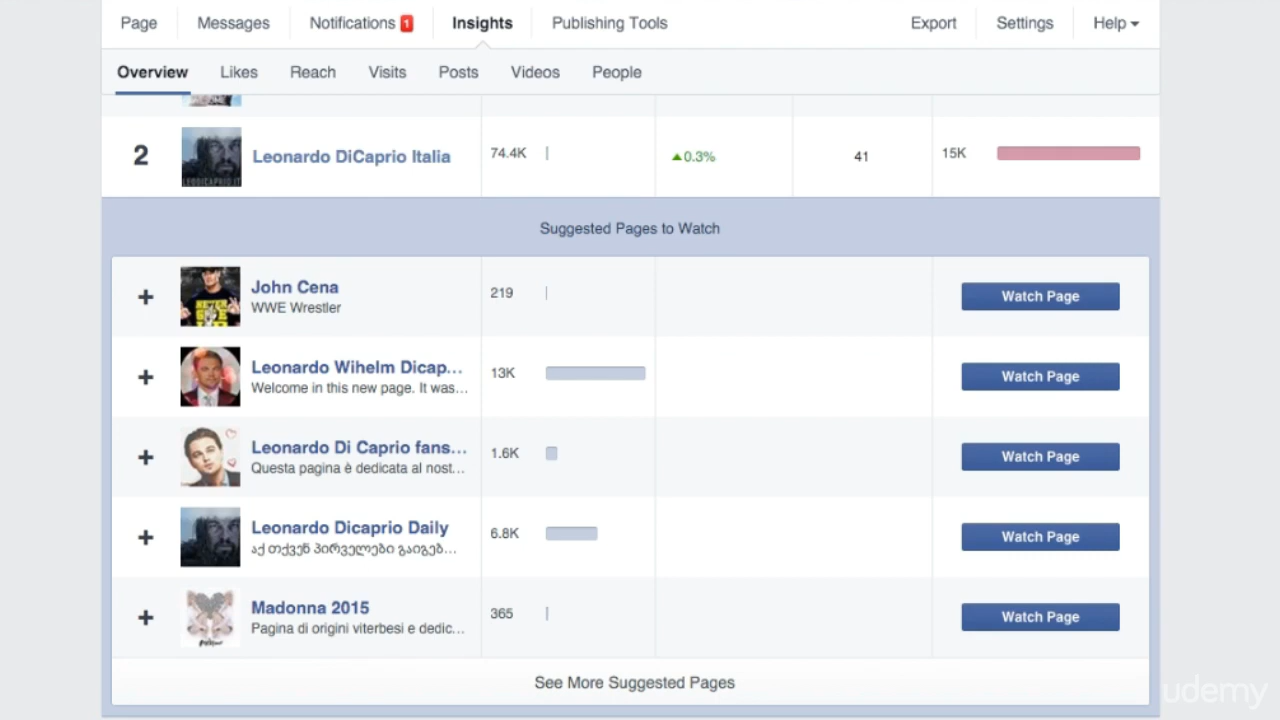 Page Messages Notifications 1 Insights Publishing Tools Export Settings Help
Overview Likes Reach Visits Posts Videos People
2 Leonardo DiCaprio Italia 74.4K 0.3% 41 15K
Suggested Pages to Watch
+ John Cena 219 Watch Page
WWE Wrestler
+ Leonardo Wihelm Dicap... 13K Watch Page
Welcome in this new page. It was...
+ Leonardo Di Caprio fans... 1.6K Watch Page
Questa pagina è dedicata al nost...
+ Leonardo Dicaprio Daily 6.8K Watch Page
აქ თქვენ პირველები გაიგებ...
+ Madonna 2015 365 Watch Page
Pagina di origini viterbesi e dedic...
See More Suggested Pages
udemy